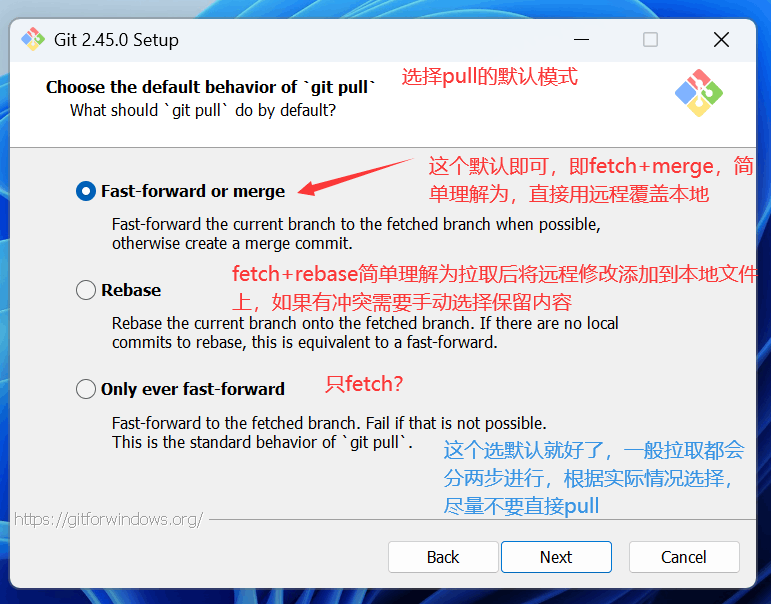 Git 2.45.0 Setup
Choose the default behavior of `git pull`
选择pull的默认模式
What should `git pull` do by default?
这个默认即可，即fetch+merge，简
单理解为，直接用远程覆盖本地
Fast-forward or merge
Fast-forward the current branch to the fetched branch when possible,
otherwise create a merge commit.
fetch+rebase简单理解为拉取后将远程修改添加到本地文件
上，如果有冲突需要手动选择保留内容
Rebase
Rebase the current branch onto the fetched branch. If there are no local
commits to rebase, this is equivalent to a fast-forward.
Only ever fast-forward
只fetch？
Fast-forward to the fetched branch. Fail if that is not possible.
This is the standard behavior of `git pull`.
这个选默认就好了，一般拉取都会
分两步进行，根据实际情况选择，
尽量不要直接pull
https://gitforwindows.org/
Back
Next
Cancel